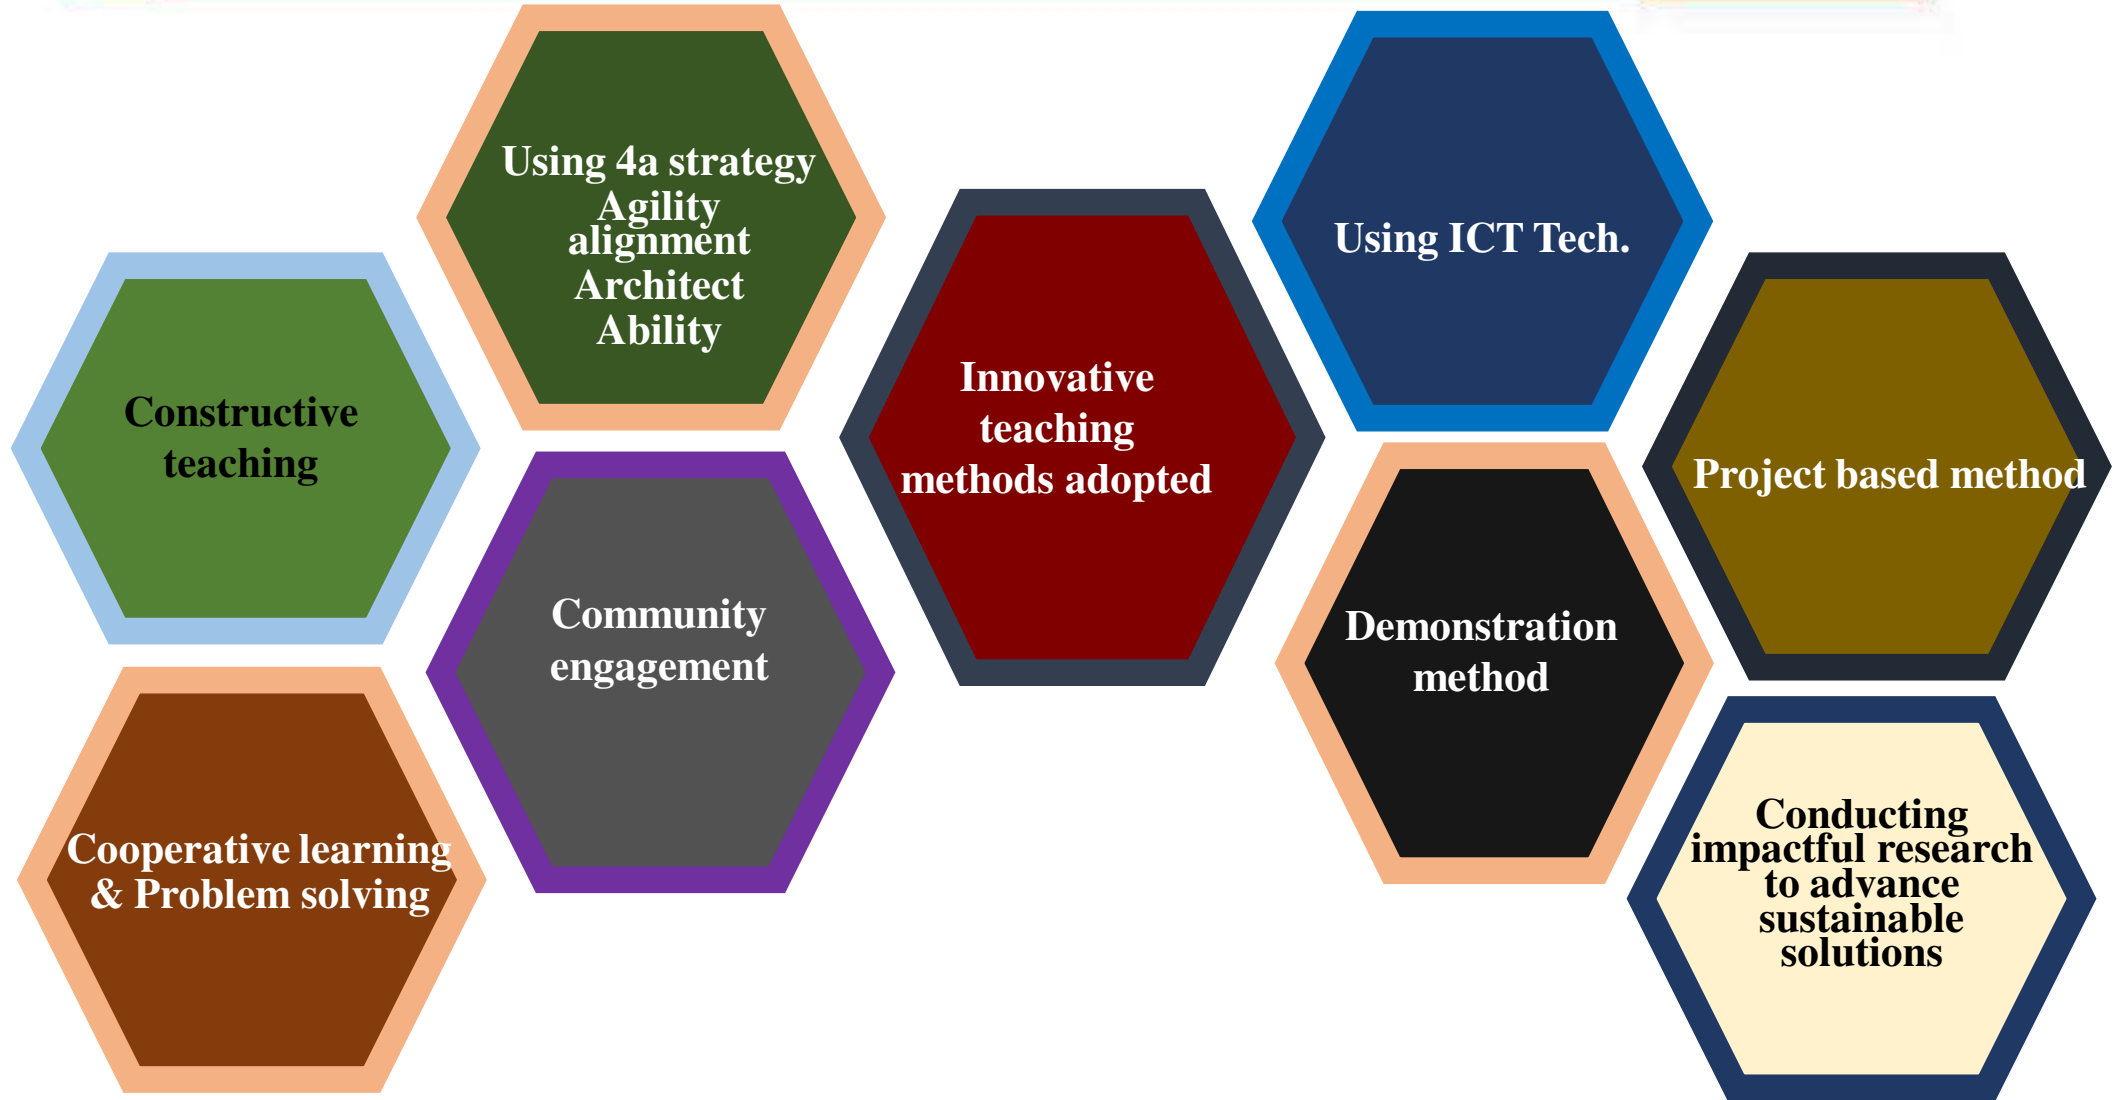 Using 4a strategy
Agility
alignment
Architect
Ability
Using ICT Tech.
Constructive
teaching
Innovative
teaching
methods adopted
Project based method
Community
engagement
Demonstration
method
Cooperative learning
& Problem solving
Conducting
impactful research
to advance
sustainable
solutions